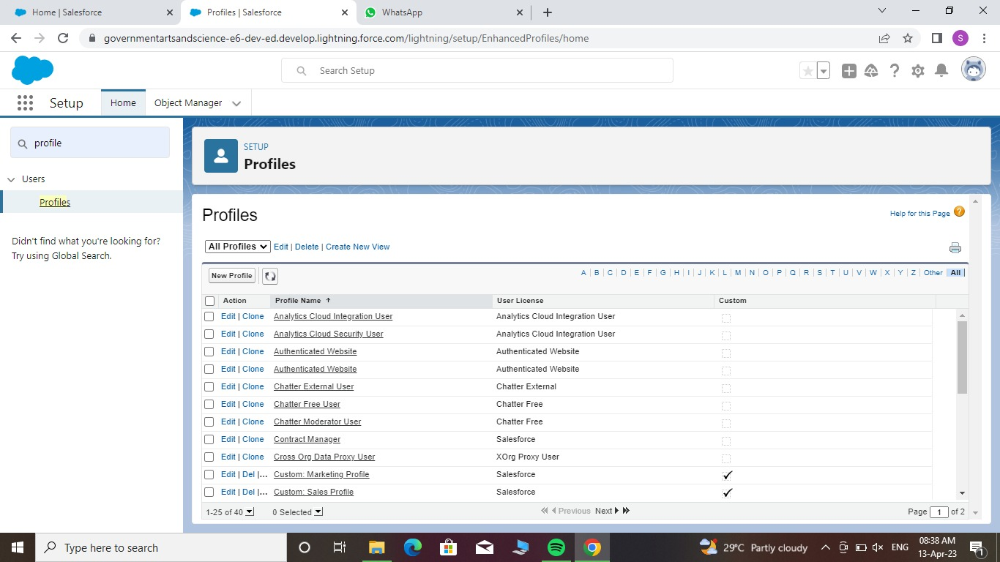 Home | Salesforce
Profiles | Salesforce
WhatsApp
governmentartsandscience-e6-dev-ed.develop.lightning.force.com/lightning/setup/EnhancedProfiles/home
S
Search Setup
Setup
Home
Object Manager
profile
Users
Profiles
Didn't find what you're looking for?
Try using Global Search.
SETUP
Profiles
Profiles
Help for this Page ?
All Profiles Edit | Delete | Create New View
New Profile
A | B | C | D | E | F | G | H | I | J | K | L | M | N | O | P | Q | R | S | T | U | V | W | X | Y | Z | Other | All |
Action Profile Name ↑ User License Custom
Edit | Clone Analytics Cloud Integration User Analytics Cloud Integration User
Edit | Clone Analytics Cloud Security User Analytics Cloud Integration User
Edit | Clone Authenticated Website Authenticated Website
Edit | Clone Authenticated Website Authenticated Website
Edit | Clone Chatter External User Chatter External
Edit | Clone Chatter Free User Chatter Free
Edit | Clone Chatter Moderator User Chatter Free
Edit | Clone Contract Manager Salesforce
Edit | Clone Cross Org Data Proxy User XOrg Proxy User
Edit | Del |... Custom: Marketing Profile Salesforce ✓
Edit | Del |... Custom: Sales Profile Salesforce ✓
1-25 of 40 0 Selected Previous Next Page 1 of 2
Type here to search
29°C Partly cloudy
ENG
08:38 AM
13-Apr-23
1